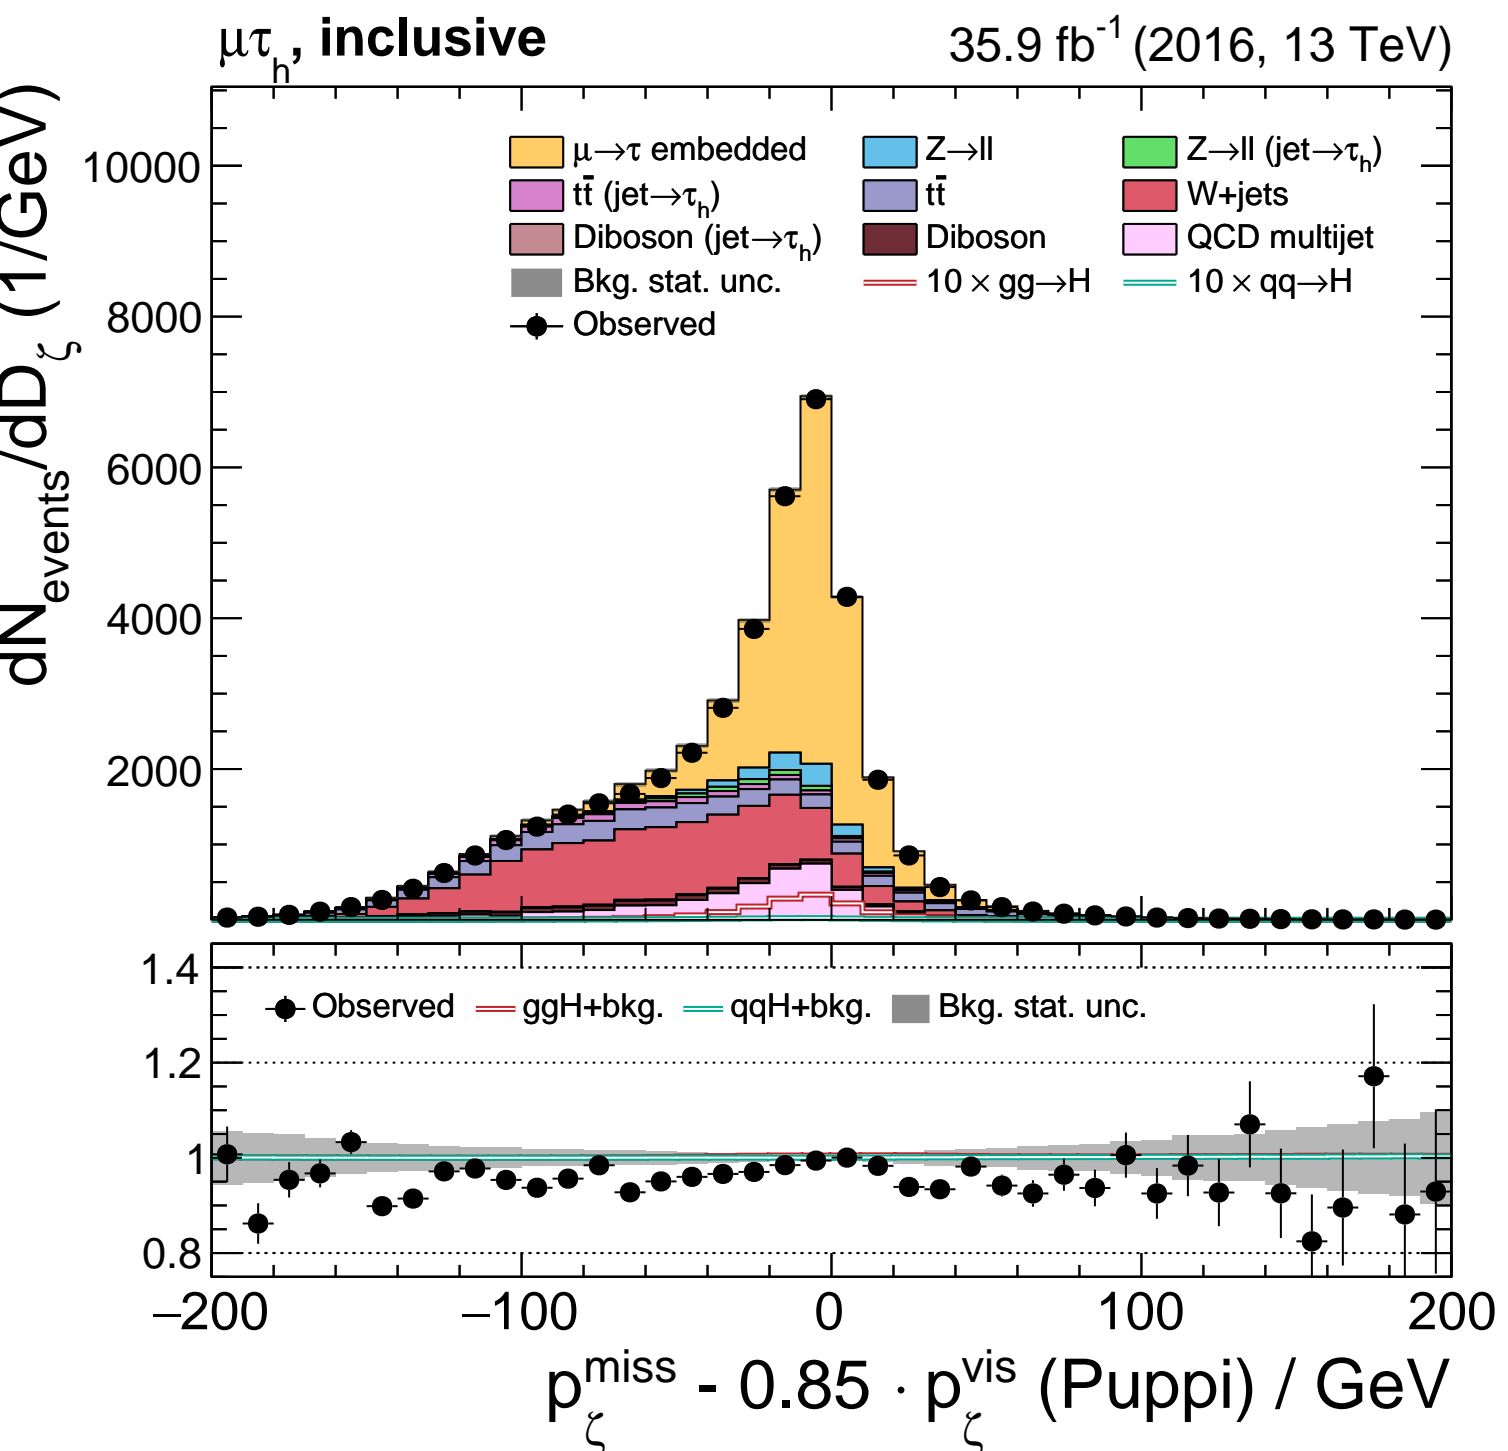 μτh, inclusive
35.9 fb-1 (2016, 13 TeV)
dNevents/dDζ (1/GeV)
10000
8000
6000
4000
2000
μ→τ embedded
Z→ll
Z→ll (jet→τh)
tt̄ (jet→τh)
tt̄
W+jets
Diboson (jet→τh)
Diboson
QCD multijet
Bkg. stat. unc.
10 × gg→H
10 × qq→H
Observed
1.4
1.2
1
0.8
Observed
ggH+bkg.
qqH+bkg.
Bkg. stat. unc.
−200
−100
0
100
200
pζmiss - 0.85 · pζvis (Puppi) / GeV